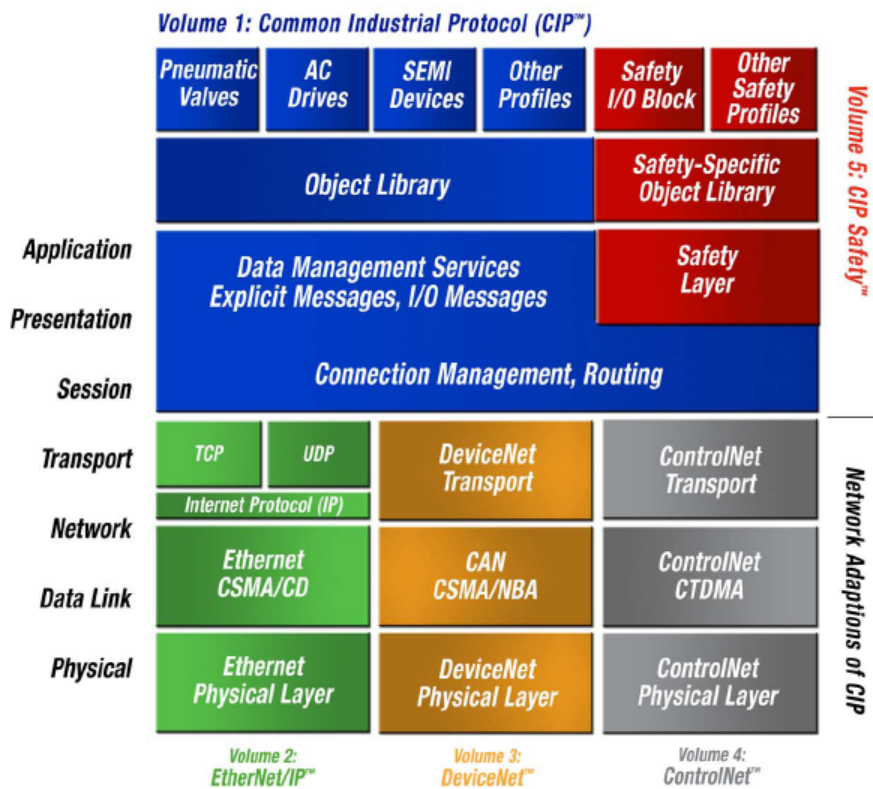 Volume 1: Common Industrial Protocol (CIP™)
Pneumatic
Valves
AC
Drives
SEMI
Devices
Other
Profiles
Safety
I/O Block
Other
Safety
Profiles
Object Library
Safety-Specific
Object Library
Volume 5: CIP Safety™
Application
Presentation
Session
Data Management Services
Explicit Messages, I/O Messages
Safety
Layer
Connection Management, Routing
Transport
Network
Data Link
Physical
TCP
UDP
Internet Protocol (IP)
DeviceNet
Transport
ControlNet
Transport
Ethernet
CSMA/CD
CAN
CSMA/NBA
ControlNet
CTDMA
Ethernet
Physical Layer
DeviceNet
Physical Layer
ControlNet
Physical Layer
Network Adaptions of CIP
Volume 2:
EtherNet/IP™
Volume 3:
DeviceNet™
Volume 4:
ControlNet™